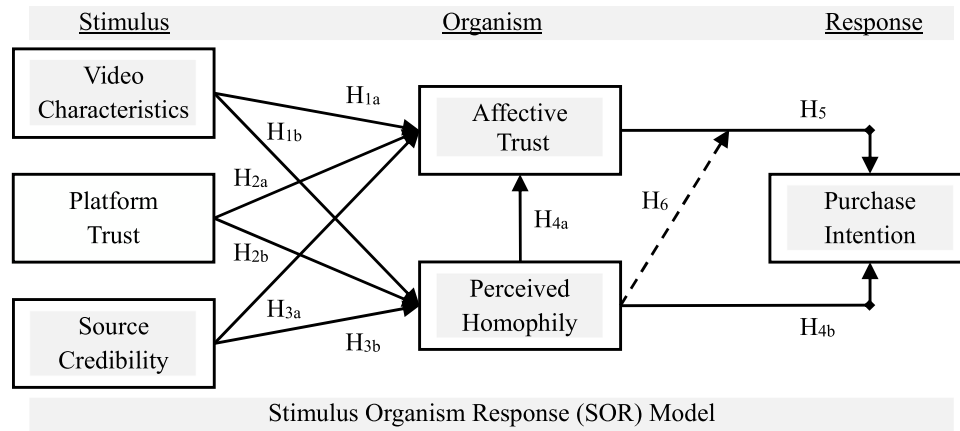 Stimulus
Organism
Response
Video
Characteristics
H1a
H1b
Affective
Trust
H5
Platform
Trust
H2a
H2b
H4a
H6
Purchase
Intention
Source
Credibility
H3a
H3b
Perceived
Homophily
H4b
Stimulus Organism Response (SOR) Model